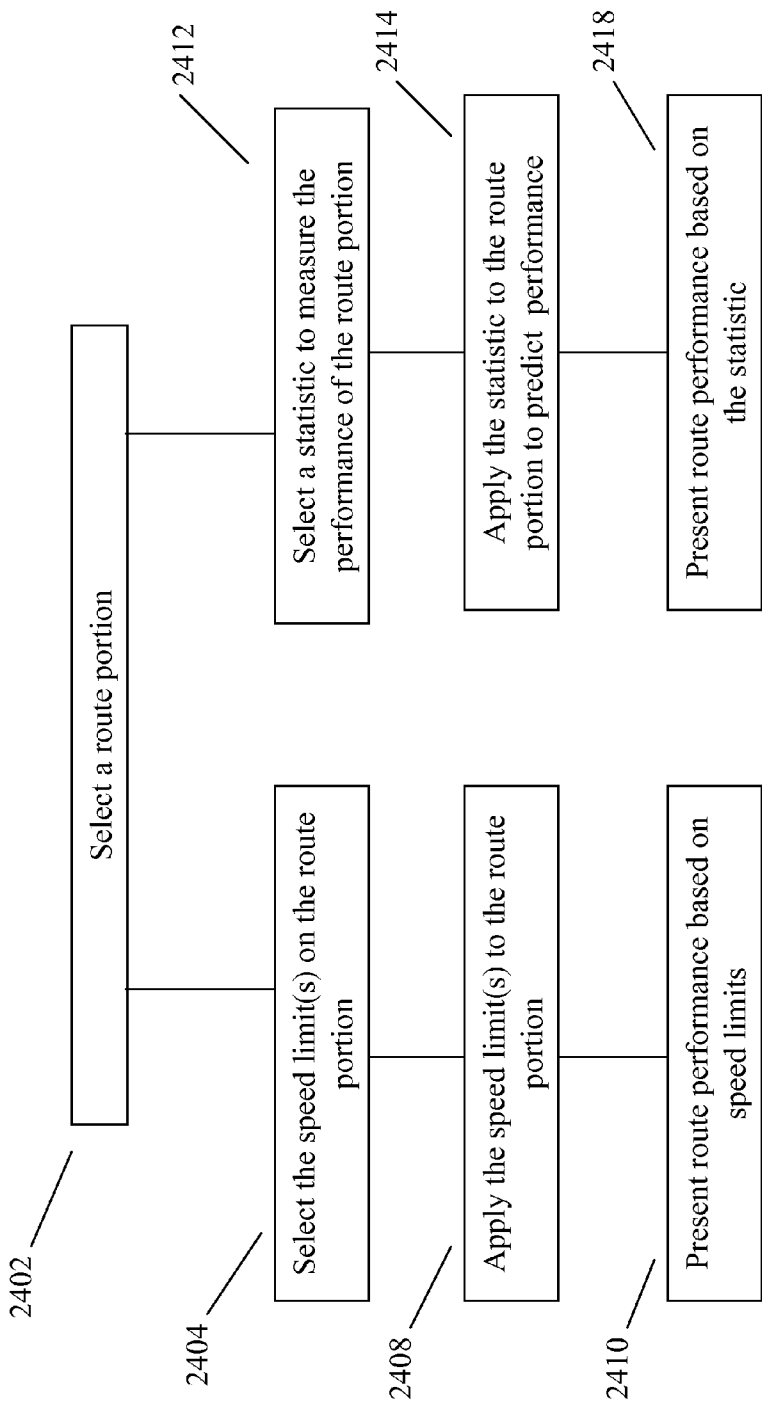 2402
Select a route portion
2404
Select the speed limit(s) on the route
portion
2408
Apply the speed limit(s) to the route
portion
2410
Present route performance based on
speed limits
2412
Select a statistic to measure the
performance of the route portion
2414
Apply the statistic to the route
portion to predict performance
2418
Present route performance based on
the statistic